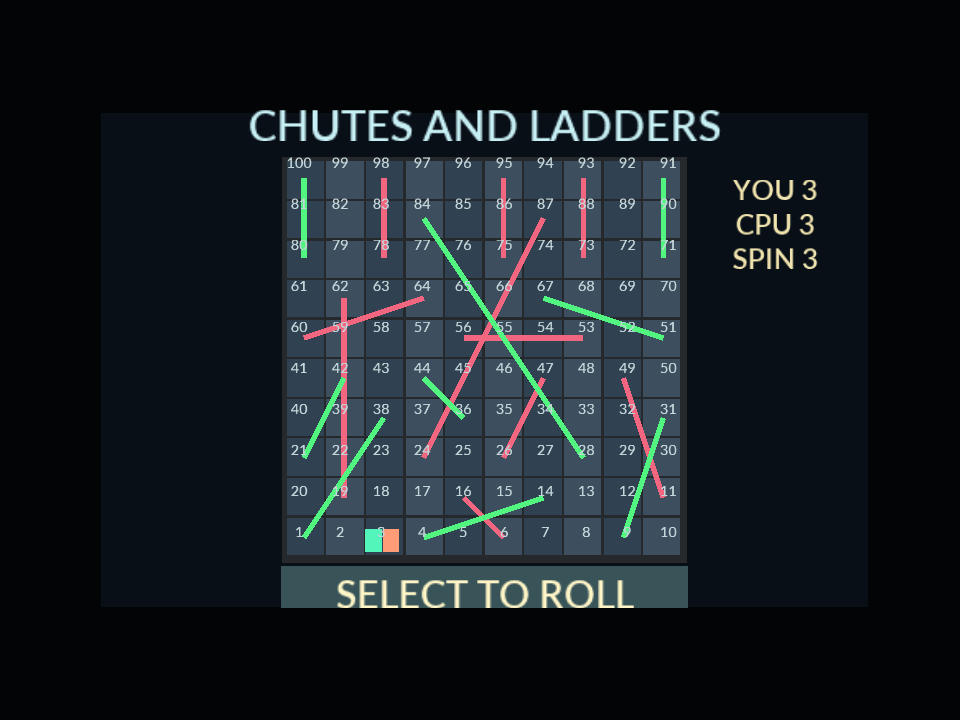 CHUTES AND LADDERS
100 99 98 97 96 95 94 93 92 91
81 82 83 84 85 86 87 88 89 90
80 79 78 77 76 75 74 73 72 71
61 62 63 64 65 66 67 68 69 70
60 59 58 57 56 55 54 53 52 51
41 42 43 44 45 46 47 48 49 50
40 39 38 37 36 35 34 33 32 31
21 22 23 24 25 26 27 28 29 30
20 19 18 17 16 15 14 13 12 11
1 2 3 4 5 6 7 8 9 10
YOU 3
CPU 3
SPIN 3
SELECT TO ROLL